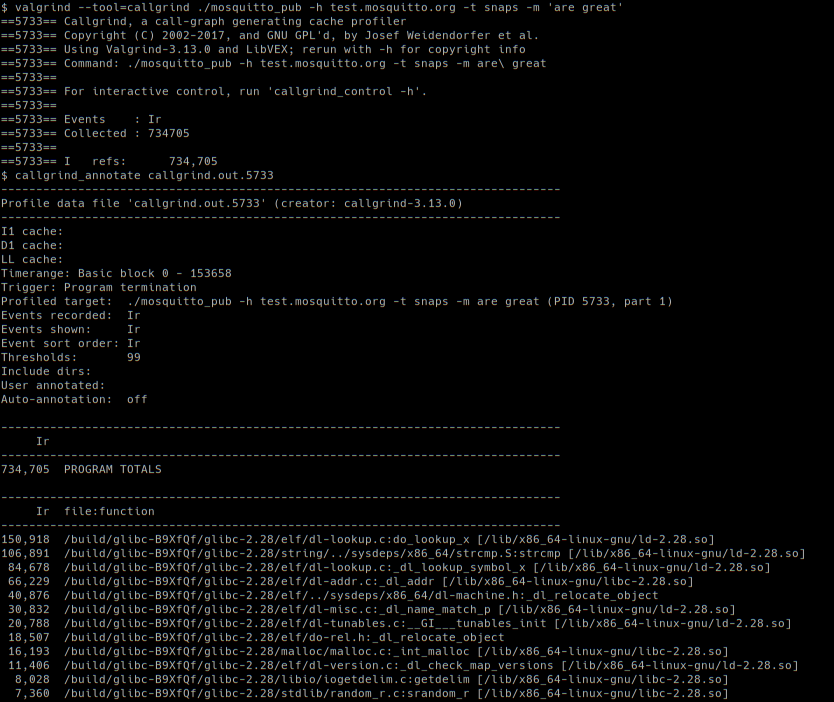 $ valgrind --tool=callgrind ./mosquitto_pub -h test.mosquitto.org -t snaps -m 'are great'
==5733== Callgrind, a call-graph generating cache profiler
==5733== Copyright (C) 2002-2017, and GNU GPL'd, by Josef Weidendorfer et al.
==5733== Using Valgrind-3.13.0 and LibVEX; rerun with -h for copyright info
==5733== Command: ./mosquitto_pub -h test.mosquitto.org -t snaps -m are\ great
==5733==
==5733== For interactive control, run 'callgrind_control -h'.
==5733==
==5733== Events    : Ir
==5733== Collected : 734705
==5733==
==5733== I   refs:      734,705
$ callgrind_annotate callgrind.out.5733
--------------------------------------------------------------------------------
Profile data file 'callgrind.out.5733' (creator: callgrind-3.13.0)
--------------------------------------------------------------------------------
I1 cache:
D1 cache:
LL cache:
Timerange: Basic block 0 - 153658
Trigger: Program termination
Profiled target:  ./mosquitto_pub -h test.mosquitto.org -t snaps -m are great (PID 5733, part 1)
Events recorded:  Ir
Events shown:     Ir
Event sort order: Ir
Thresholds:       99
Include dirs:
User annotated:
Auto-annotation:  off

--------------------------------------------------------------------------------
     Ir
--------------------------------------------------------------------------------
734,705  PROGRAM TOTALS

--------------------------------------------------------------------------------
     Ir  file:function
--------------------------------------------------------------------------------
150,918  /build/glibc-B9XfQf/glibc-2.28/elf/dl-lookup.c:do_lookup_x [/lib/x86_64-linux-gnu/ld-2.28.so]
106,891  /build/glibc-B9XfQf/glibc-2.28/string/../sysdeps/x86_64/strcmp.S:strcmp [/lib/x86_64-linux-gnu/ld-2.28.so]
 84,678  /build/glibc-B9XfQf/glibc-2.28/elf/dl-lookup.c:_dl_lookup_symbol_x [/lib/x86_64-linux-gnu/ld-2.28.so]
 66,229  /build/glibc-B9XfQf/glibc-2.28/elf/dl-addr.c:_dl_addr [/lib/x86_64-linux-gnu/libc-2.28.so]
 40,876  /build/glibc-B9XfQf/glibc-2.28/elf/../sysdeps/x86_64/dl-machine.h:_dl_relocate_object
 30,832  /build/glibc-B9XfQf/glibc-2.28/elf/dl-misc.c:_dl_name_match_p [/lib/x86_64-linux-gnu/ld-2.28.so]
 20,788  /build/glibc-B9XfQf/glibc-2.28/elf/dl-tunables.c:__GI___tunables_init [/lib/x86_64-linux-gnu/ld-2.28.so]
 18,507  /build/glibc-B9XfQf/glibc-2.28/elf/do-rel.h:_dl_relocate_object
 16,193  /build/glibc-B9XfQf/glibc-2.28/malloc/malloc.c:_int_malloc [/lib/x86_64-linux-gnu/libc-2.28.so]
 11,406  /build/glibc-B9XfQf/glibc-2.28/elf/dl-version.c:_dl_check_map_versions [/lib/x86_64-linux-gnu/ld-2.28.so]
  8,028  /build/glibc-B9XfQf/glibc-2.28/libio/iogetdelim.c:getdelim [/lib/x86_64-linux-gnu/libc-2.28.so]
  7,360  /build/glibc-B9XfQf/glibc-2.28/stdlib/random_r.c:srandom_r [/lib/x86_64-linux-gnu/libc-2.28.so]